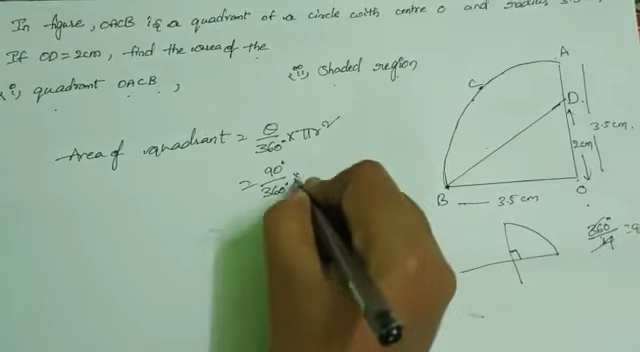 In figure, OACB is a quadrant of a circle with centre O and radius 3.5
If OD = 2cm, find the area of the
(i) quadrant OACB,
(ii) Shaded region
Area of quadrant = θ/360° × πr²
= 90°/360° ×
A
C
D.
3.5 cm.
2cm
B
3.5 cm
O
360°/4